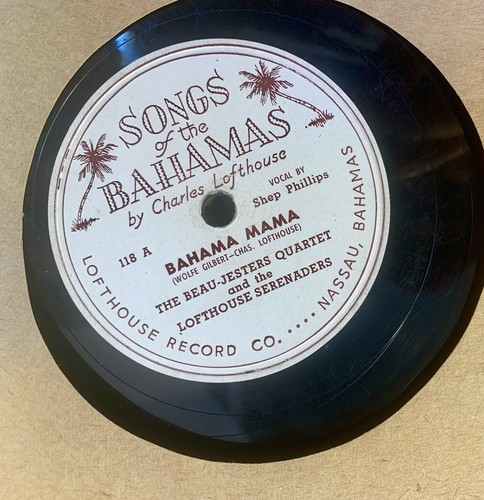 SONGS
of the
BAHAMAS
by Charles Lofthouse
VOCAL BY
Shep Phillips
118 A
BAHAMA MAMA
(WOLFE GILBERT-CHAS. LOFTHOUSE)
THE BEAU-JESTERS QUARTET
and the
LOFTHOUSE SERENADERS
LOFTHOUSE RECORD CO. .... NASSAU, BAHAMAS